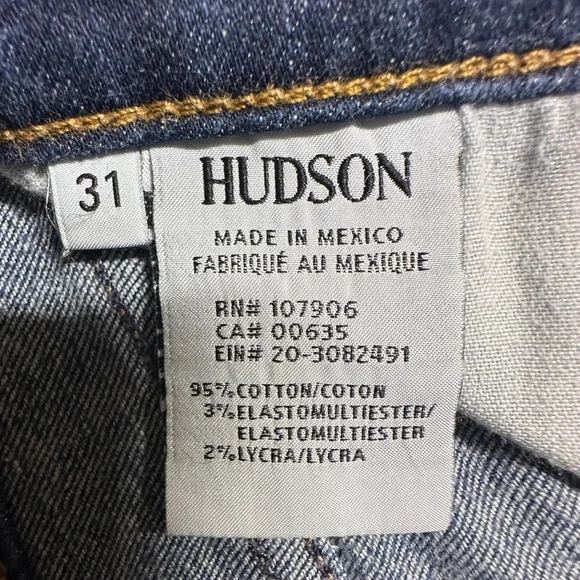 31
HUDSON
MADE IN MEXICO
FABRIQUÉ AU MEXIQUE
RN# 107906
CA# 00635
EIN# 20-3082491
95% COTTON/COTON
3% ELASTOMULTIESTER/
ELASTOMULTIESTER
2% LYCRA/LYCRA